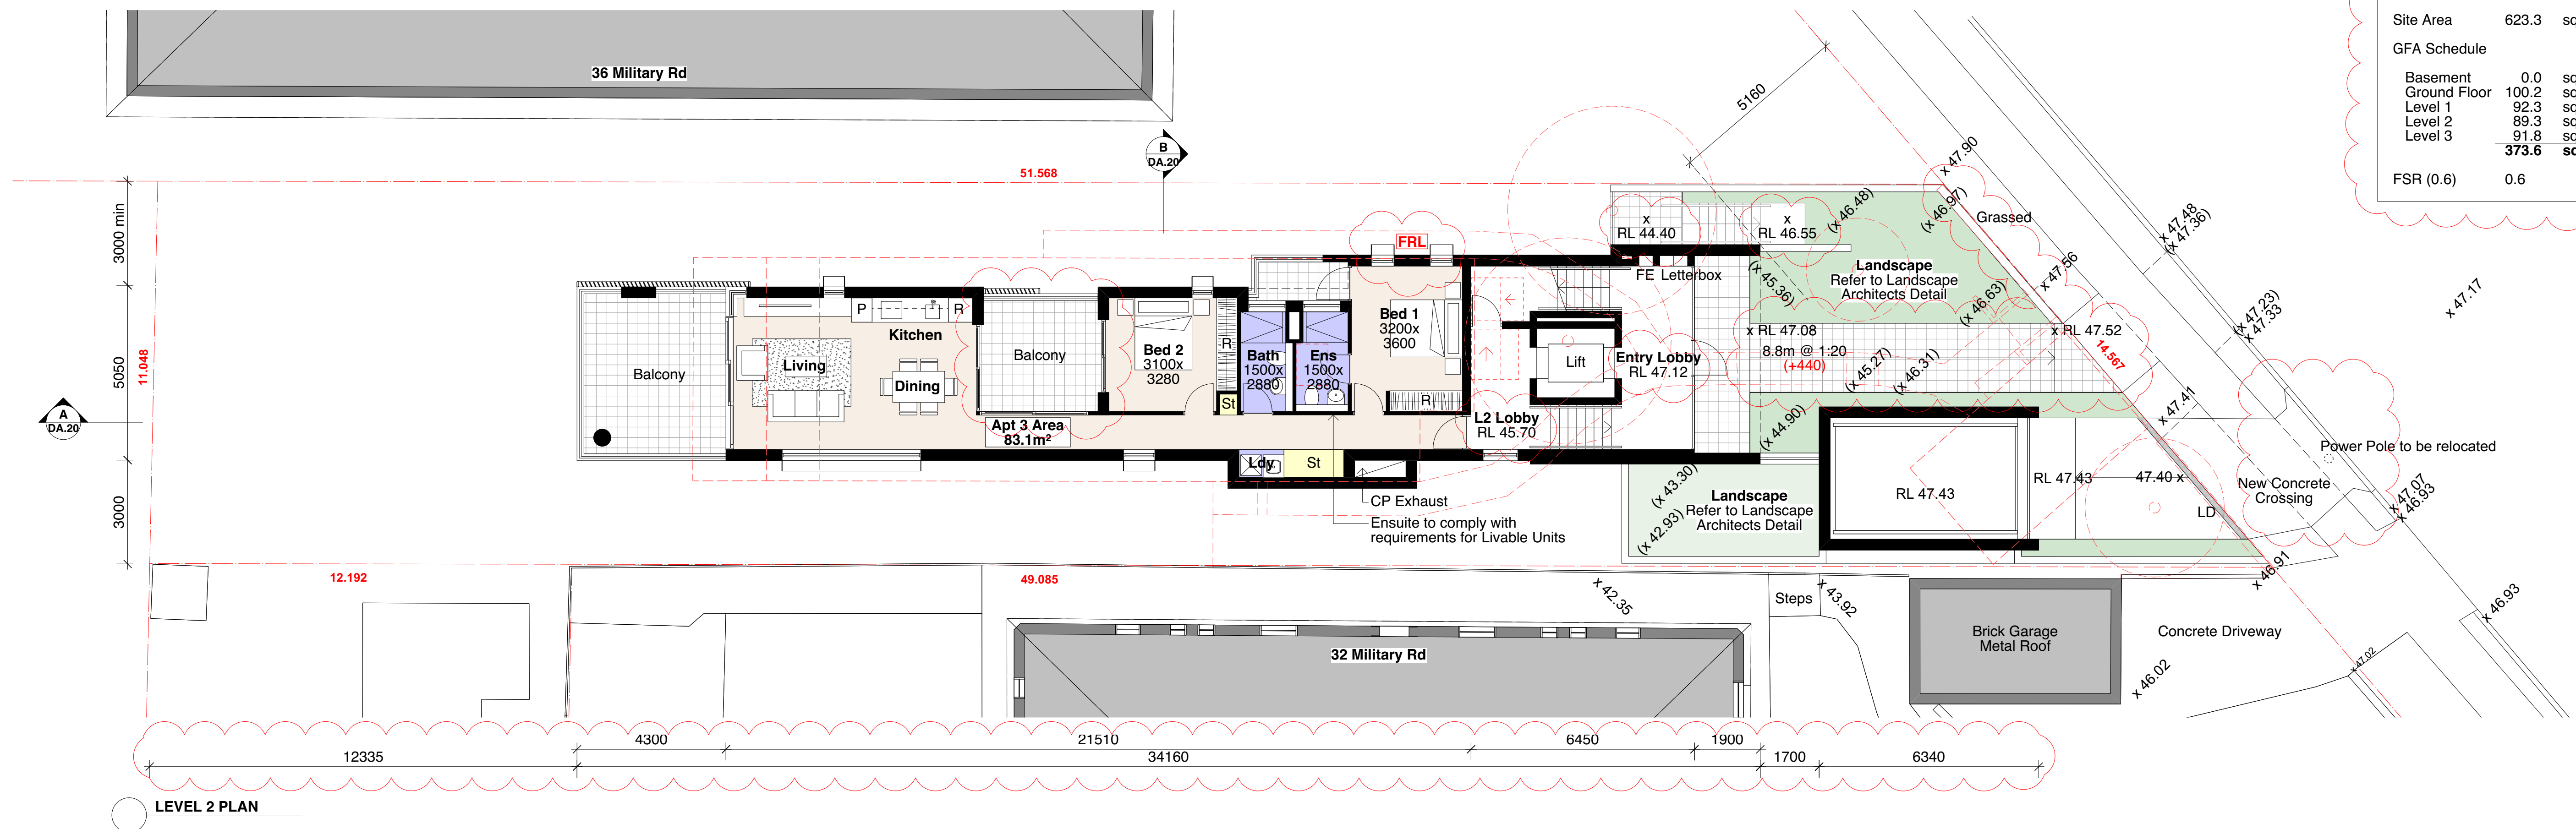 Site Area 623.3 sq
GFA Schedule
Basement 0.0 sq
Ground Floor 100.2 sq
Level 1 92.3 sq
Level 2 89.3 sq
Level 3 91.8 sq
373.6 sq
FSR (0.6) 0.6
36 Military Rd
5160
B
DA.20
51.568
3000 min
5050
3000
11.048
A
DA.20
x 47.90
(x 46.48)
(x 46.97)
Grassed
x 47.48
(x 47.36)
x
RL 44.40
x
RL 46.55
FRL
FE Letterbox
(x 45.36)
Landscape
Refer to Landscape
Architects Detail
x 47.56
(x 46.63)
(x 47.23)
x 47.33
x 47.17
P
R
Kitchen
Living
Dining
Balcony
Balcony
Bed 2
3100x
3280
R
St
Bath
1500x
2880
Ens
1500x
2880
Bed 1
3200x
3600
R
Lift
Entry Lobby
RL 47.12
x RL 47.08
8.8m @ 1:20
(+440)
x RL 47.52
14.567
(x 45.27)
(x 46.31)
x 47.41
Apt 3 Area
83.1m²
L2 Lobby
RL 45.70
(x 44.90)
Ldy
St
CP Exhaust
Ensuite to comply with
requirements for Livable Units
(x 43.30)
(x 42.93)
Landscape
Refer to Landscape
Architects Detail
RL 47.43
RL 47.43
47.40 x
LD
Power Pole to be relocated
New Concrete
Crossing
x 47.07
x 46.93
x 46.91
12.192
49.085
x 42.35
Steps
x 43.92
x 46.93
Brick Garage
Metal Roof
Concrete Driveway
x 47.02
x 46.02
32 Military Rd
4300 21510 6450 1900
12335 34160 1700 6340
LEVEL 2 PLAN